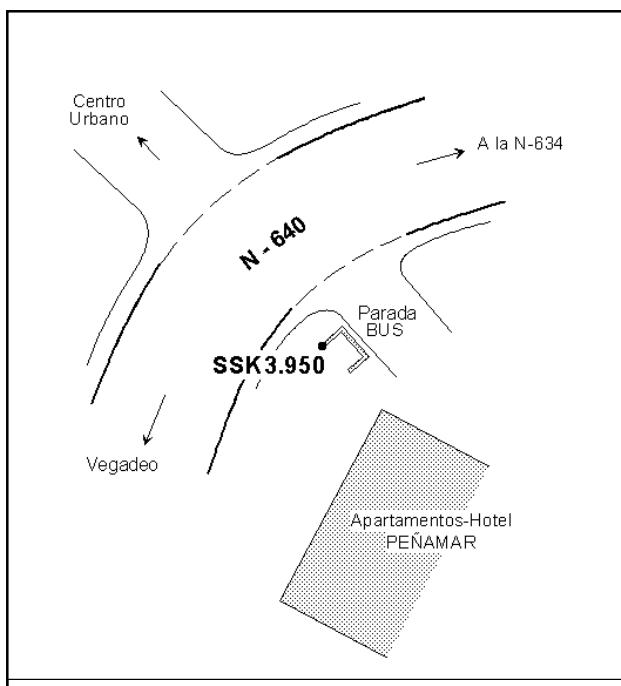 Centro
Urbano
A la N-634
N - 640
Parada
BUS
SSK3.950
Vegadeo
Apartamentos-Hotel
PEÑAMAR